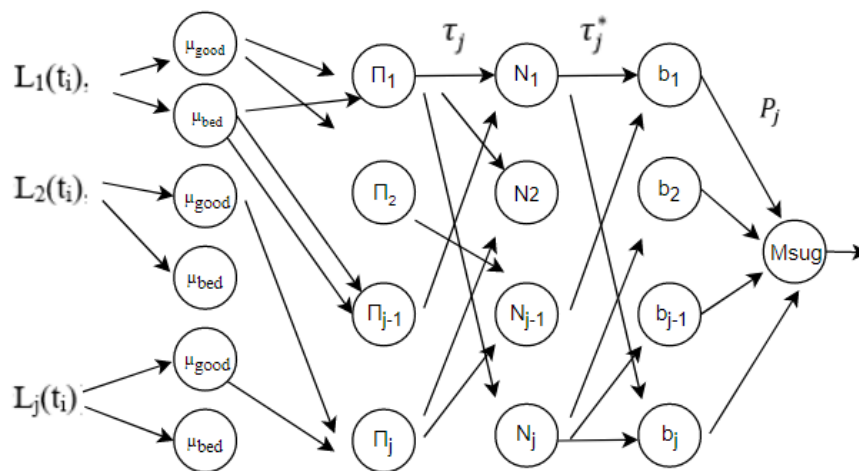 τj τj*
L1(ti), μgood Π1 N1 b1 Pj
μbed
L2(ti), μgood Π2 N2 b2
Msug
μbed Πj-1 Nj-1 bj-1
μgood
Lj(ti) μbed Πj Nj bj